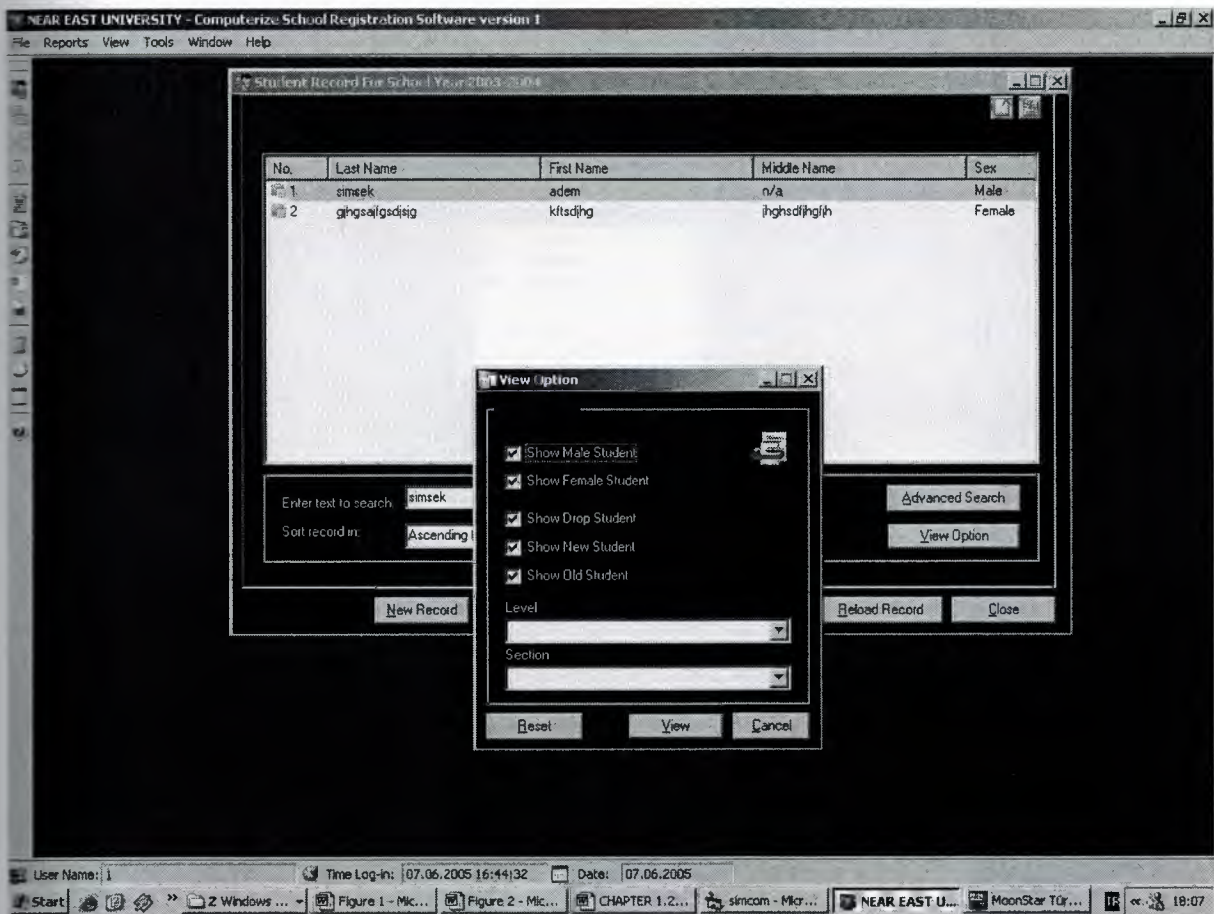 NEAR EAST UNIVERSITY - Computerize School Registration Software version 1
File Reports View Tools Window Help
Student Record For School Year 2003-2004
No. Last Name First Name Middle Name Sex
1 simsek adem n/a Male
2 Female
View Option
Show Male Student
Show Female Student
Show Drop Student
Show New Student
Show Old Student
Level
Section
Reset View Cancel
Enter text to search: simsek
Sort record in: Ascending
Advanced Search
View Option
New Record Reload Record Close
User Name: 1 Time Log-in: 07.06.2005 16:44:32 Date: 07.06.2005
Start 2 Windows ... Figure 1 - Mic... Figure 2 - Mic... CHAPTER 1.2... simcom - Micr... NEAR EAST U... MoonStar Tür... TR 18:07